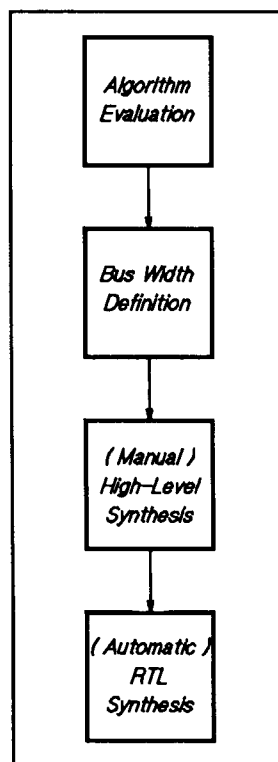 Algorithm
Evaluation
Bus Width
Definition
( Manual )
High-Level
Synthesis
( Automatic )
RTL
Synthesis